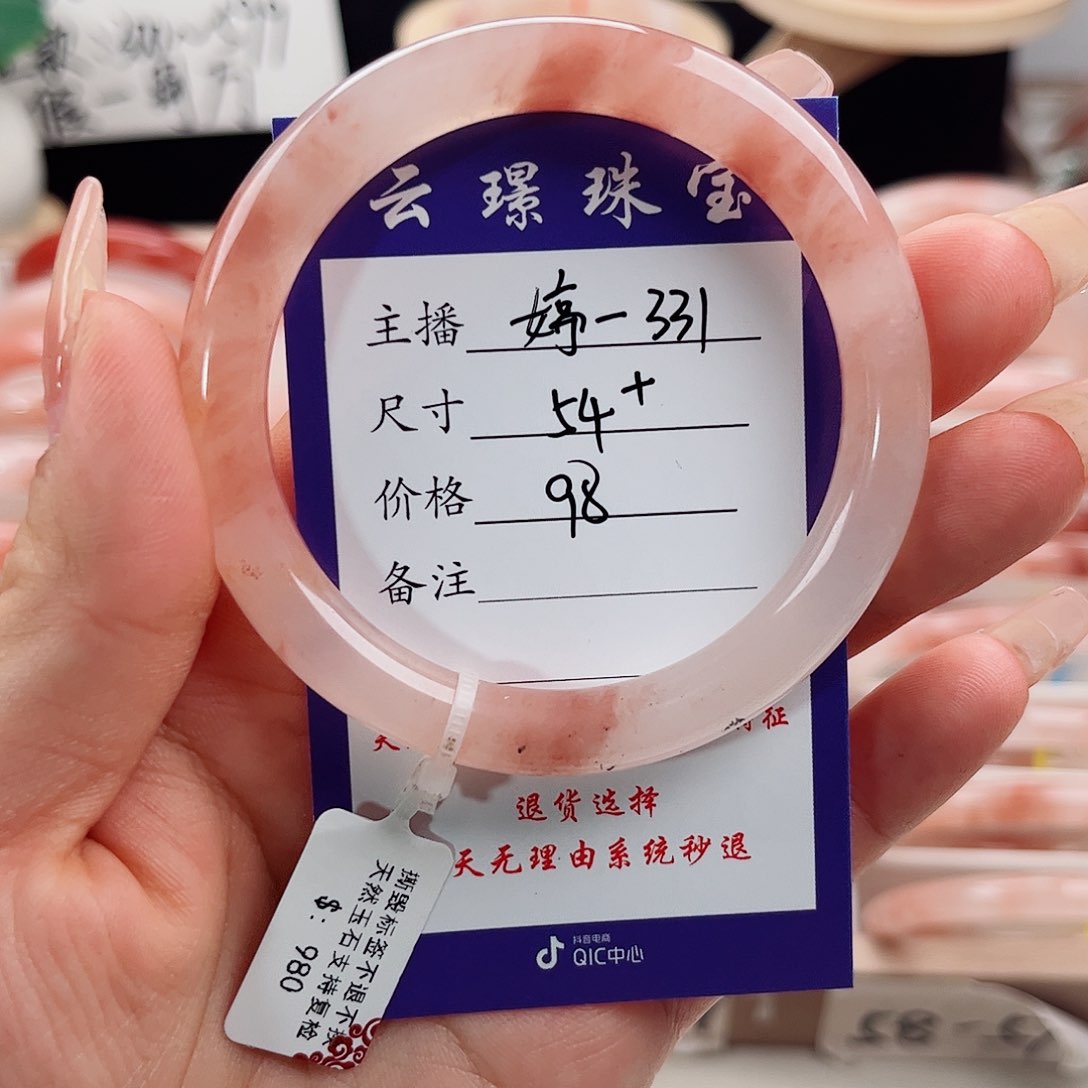 云璟珠宝
主播 婷-331
尺寸 54+
价格 98
备注
特征
退货选择
天无理由系统秒退
抖音电商
QIC中心
撕毁标签不退不换
天然玉石支持复检
$: 980